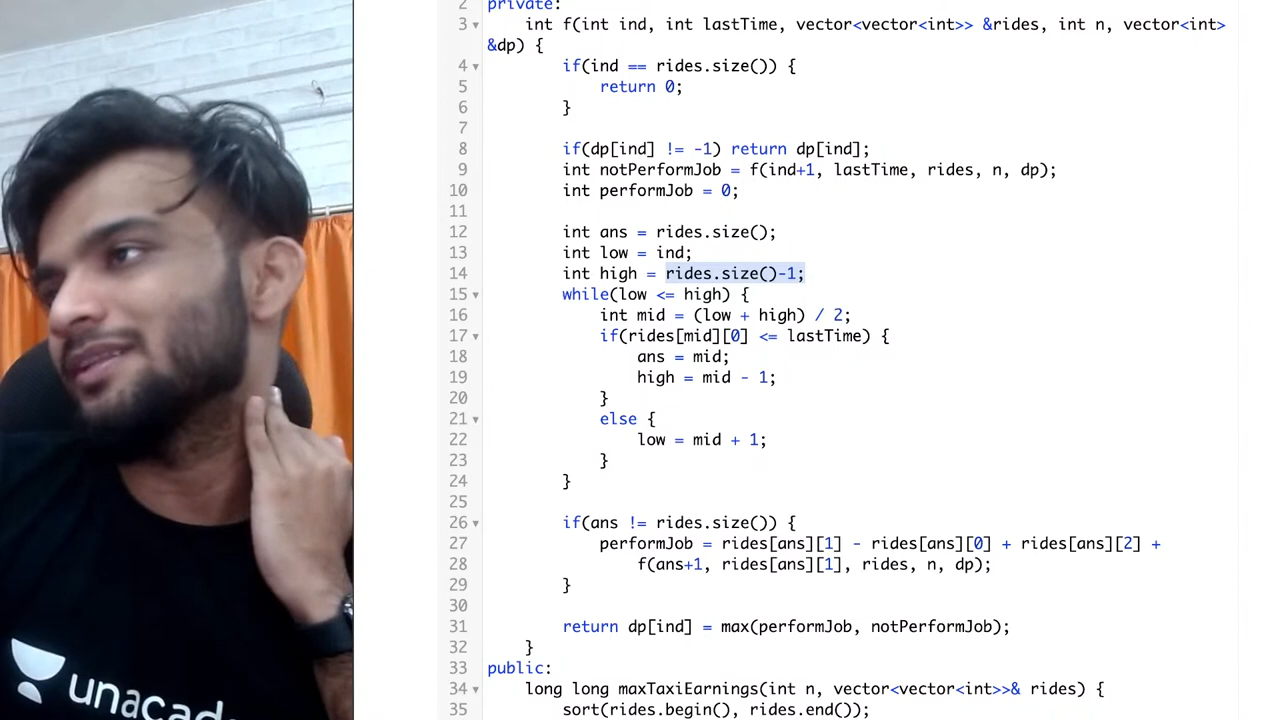 2 private:
3 int f(int ind, int lastTime, vector<vector<int>> &rides, int n, vector<int>
&dp) {
4 if(ind == rides.size()) {
5 return 0;
6 }
7
8 if(dp[ind] != -1) return dp[ind];
9 int notPerformJob = f(ind+1, lastTime, rides, n, dp);
10 int performJob = 0;
11
12 int ans = rides.size();
13 int low = ind;
14 int high = rides.size()-1;
15 while(low <= high) {
16 int mid = (low + high) / 2;
17 if(rides[mid][0] <= lastTime) {
18 ans = mid;
19 high = mid - 1;
20 }
21 else {
22 low = mid + 1;
23 }
24 }
25
26 if(ans != rides.size()) {
27 performJob = rides[ans][1] - rides[ans][0] + rides[ans][2] +
28 f(ans+1, rides[ans][1], rides, n, dp);
29 }
30
31 return dp[ind] = max(performJob, notPerformJob);
32 }
33 public:
34 long long maxTaxiEarnings(int n, vector<vector<int>>& rides) {
35 sort(rides.begin(), rides.end());
unacad